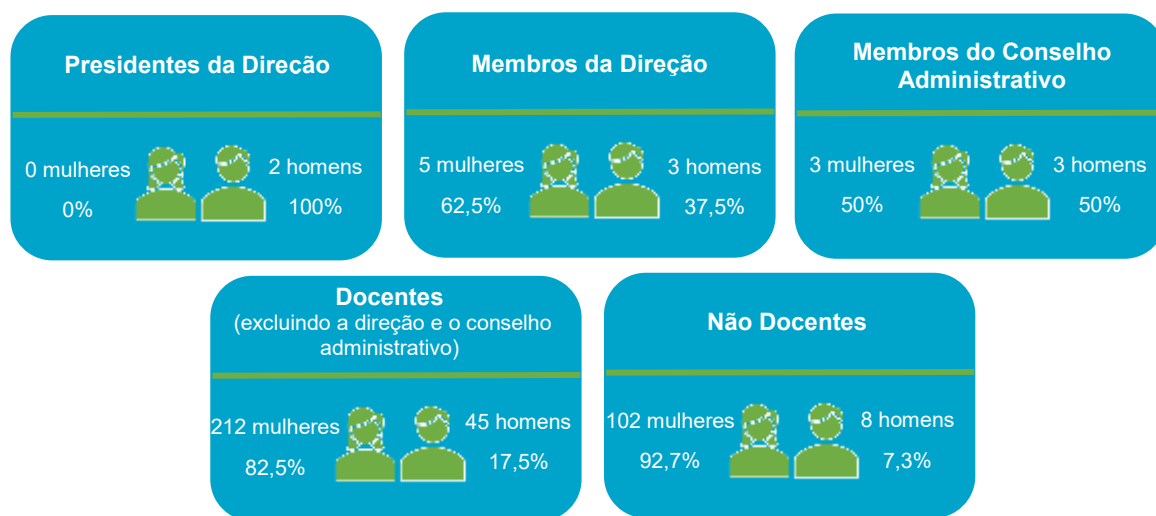 Presidentes da Direcão
0 mulheres
0%
2 homens
100%
Membros da Direção
5 mulheres
62,5%
3 homens
37,5%
Membros do Conselho
Administrativo
3 mulheres
50%
3 homens
50%
Docentes
(excluindo a direção e o conselho
administrativo)
212 mulheres
82,5%
45 homens
17,5%
Não Docentes
102 mulheres
92,7%
8 homens
7,3%